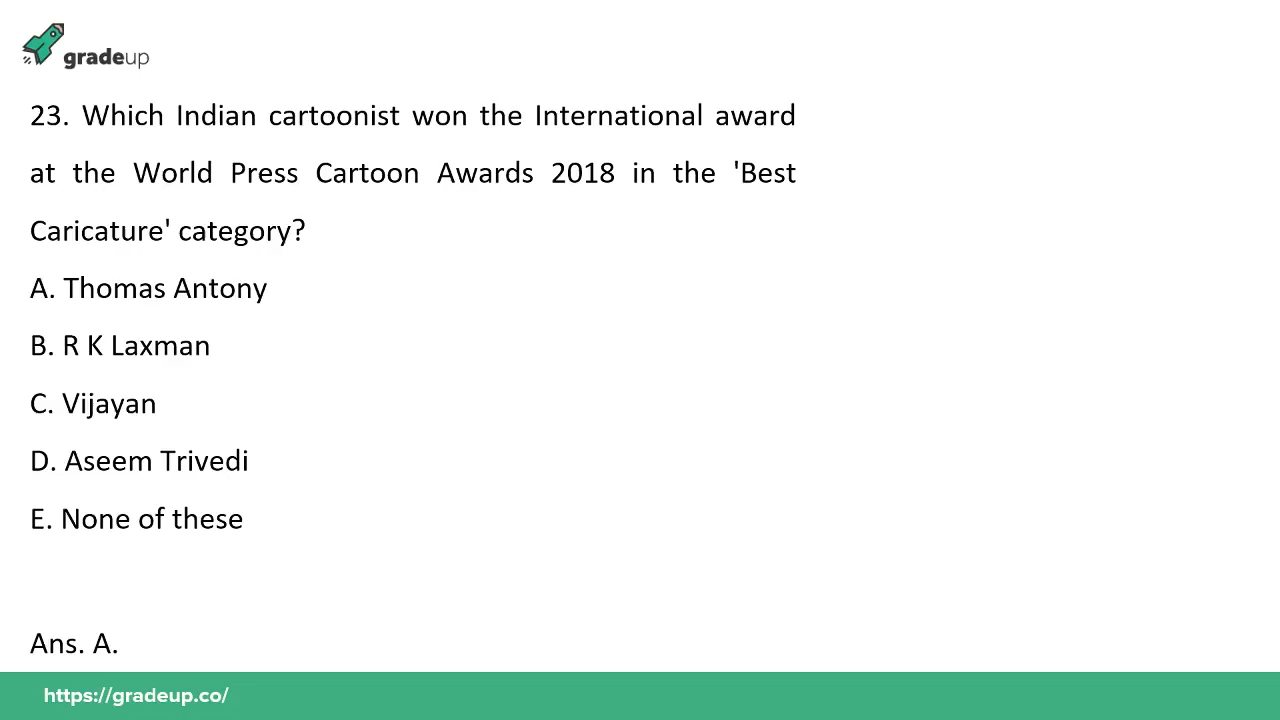 gradeup
23. Which Indian cartoonist won the International award
at the World Press Cartoon Awards 2018 in the 'Best
Caricature' category?
A. Thomas Antony
B. R K Laxman
C. Vijayan
D. Aseem Trivedi
E. None of these
Ans. A.
https://gradeup.co/